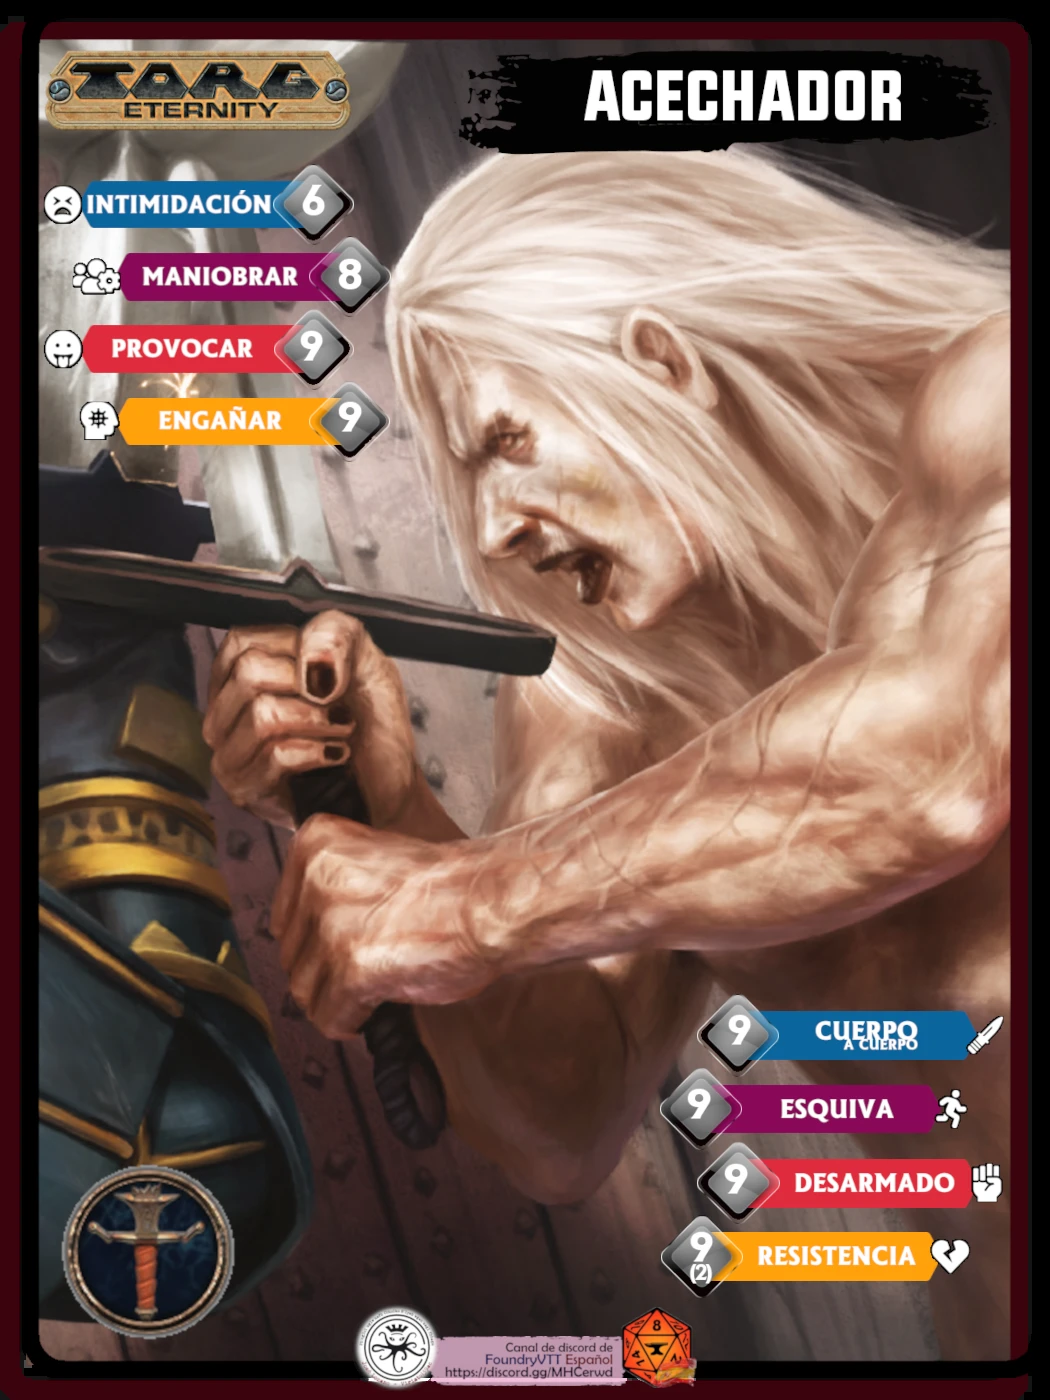 TORG
ETERNITY
ACECHADOR
INTIMIDACIÓN 6
MANIOBRAR 8
PROVOCAR 9
ENGAÑAR 9
9 CUERPO
A CUERPO
9 ESQUIVA
9 DESARMADO
9 RESISTENCIA
(2)
Canal de discord de
FoundryVTT Español
https://discord.gg/MHCerwd
8